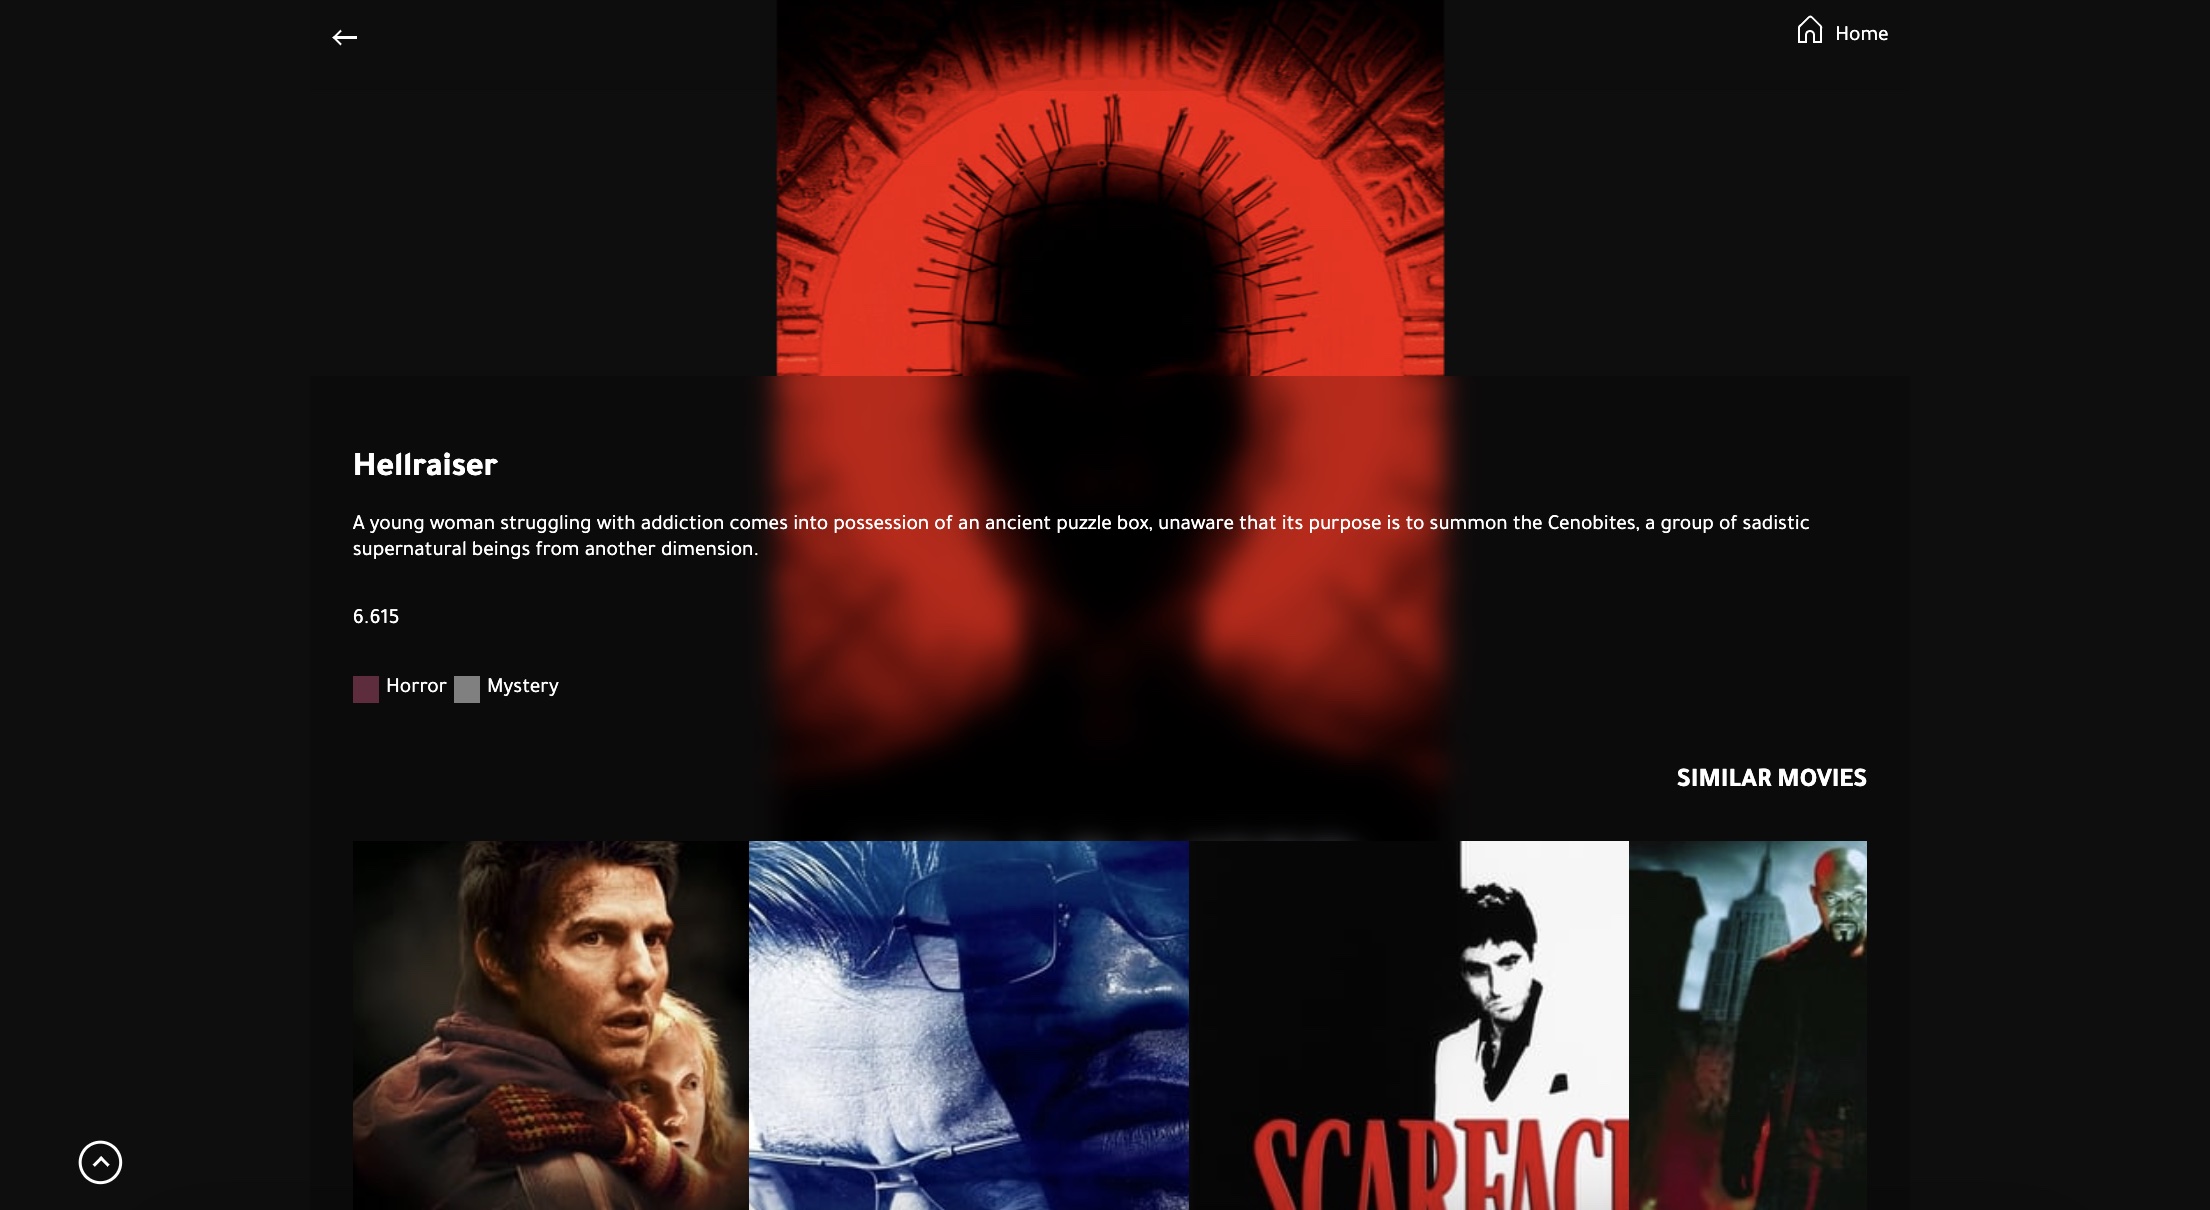 Home
Hellraiser
A young woman struggling with addiction comes into possession of an ancient puzzle box, unaware that its purpose is to summon the Cenobites, a group of sadistic
supernatural beings from another dimension.
6.615
Horror Mystery
SIMILAR MOVIES
SCARFAC